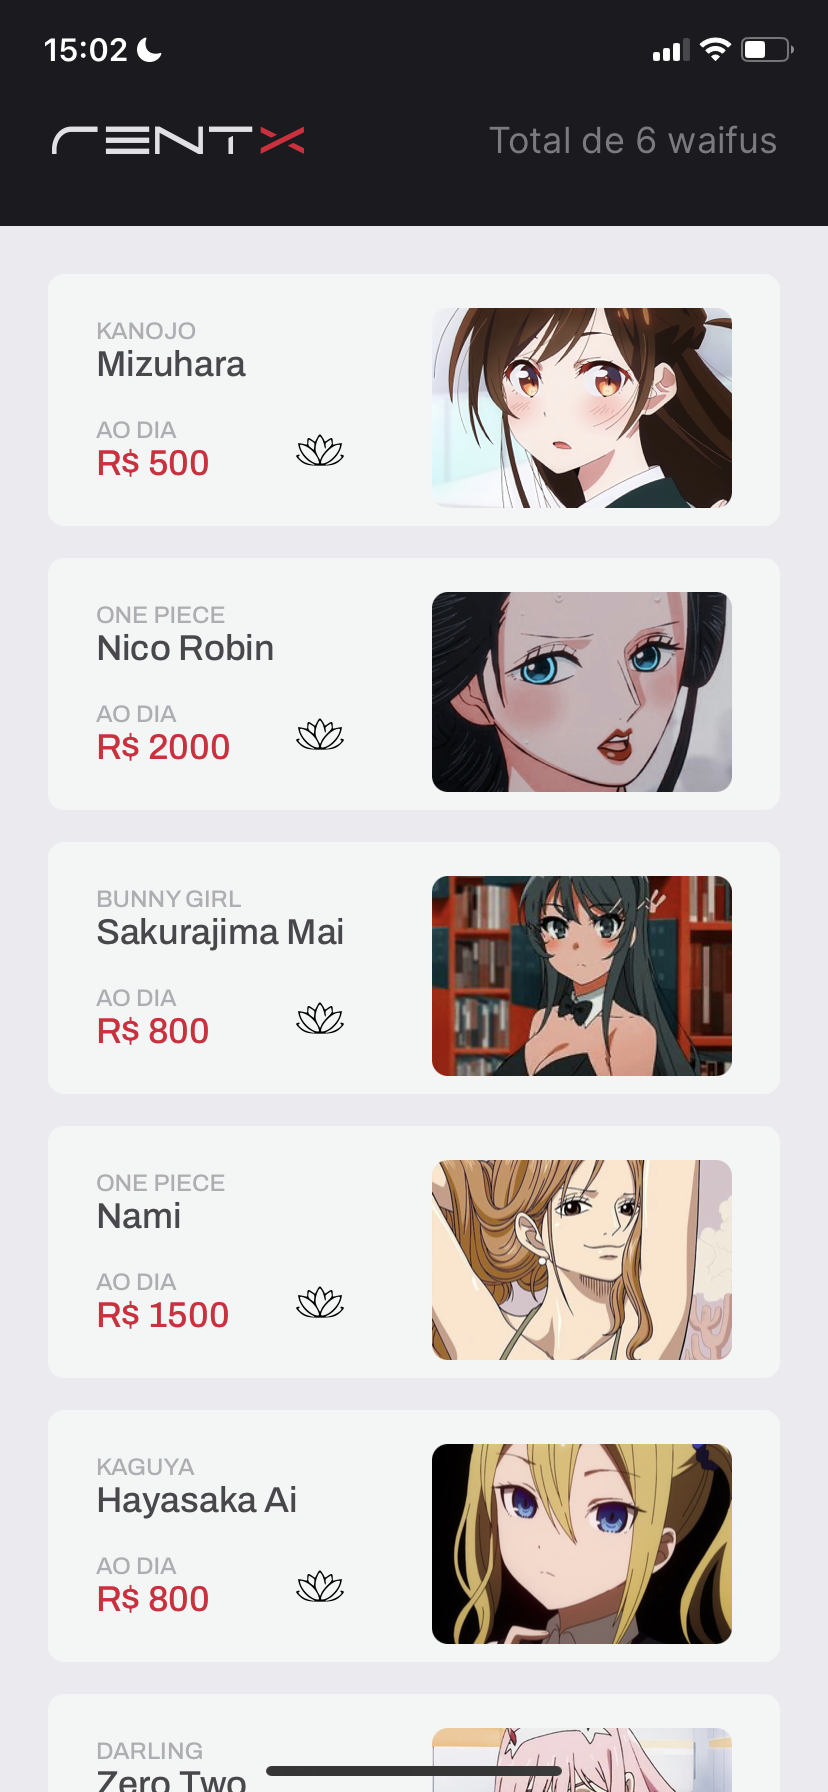 15:02
RENTX
Total de 6 waifus
KANOJO
Mizuhara
AO DIA
R$ 500
ONE PIECE
Nico Robin
AO DIA
R$ 2000
BUNNY GIRL
Sakurajima Mai
AO DIA
R$ 800
ONE PIECE
Nami
AO DIA
R$ 1500
KAGUYA
Hayasaka Ai
AO DIA
R$ 800
DARLING
Zero Two